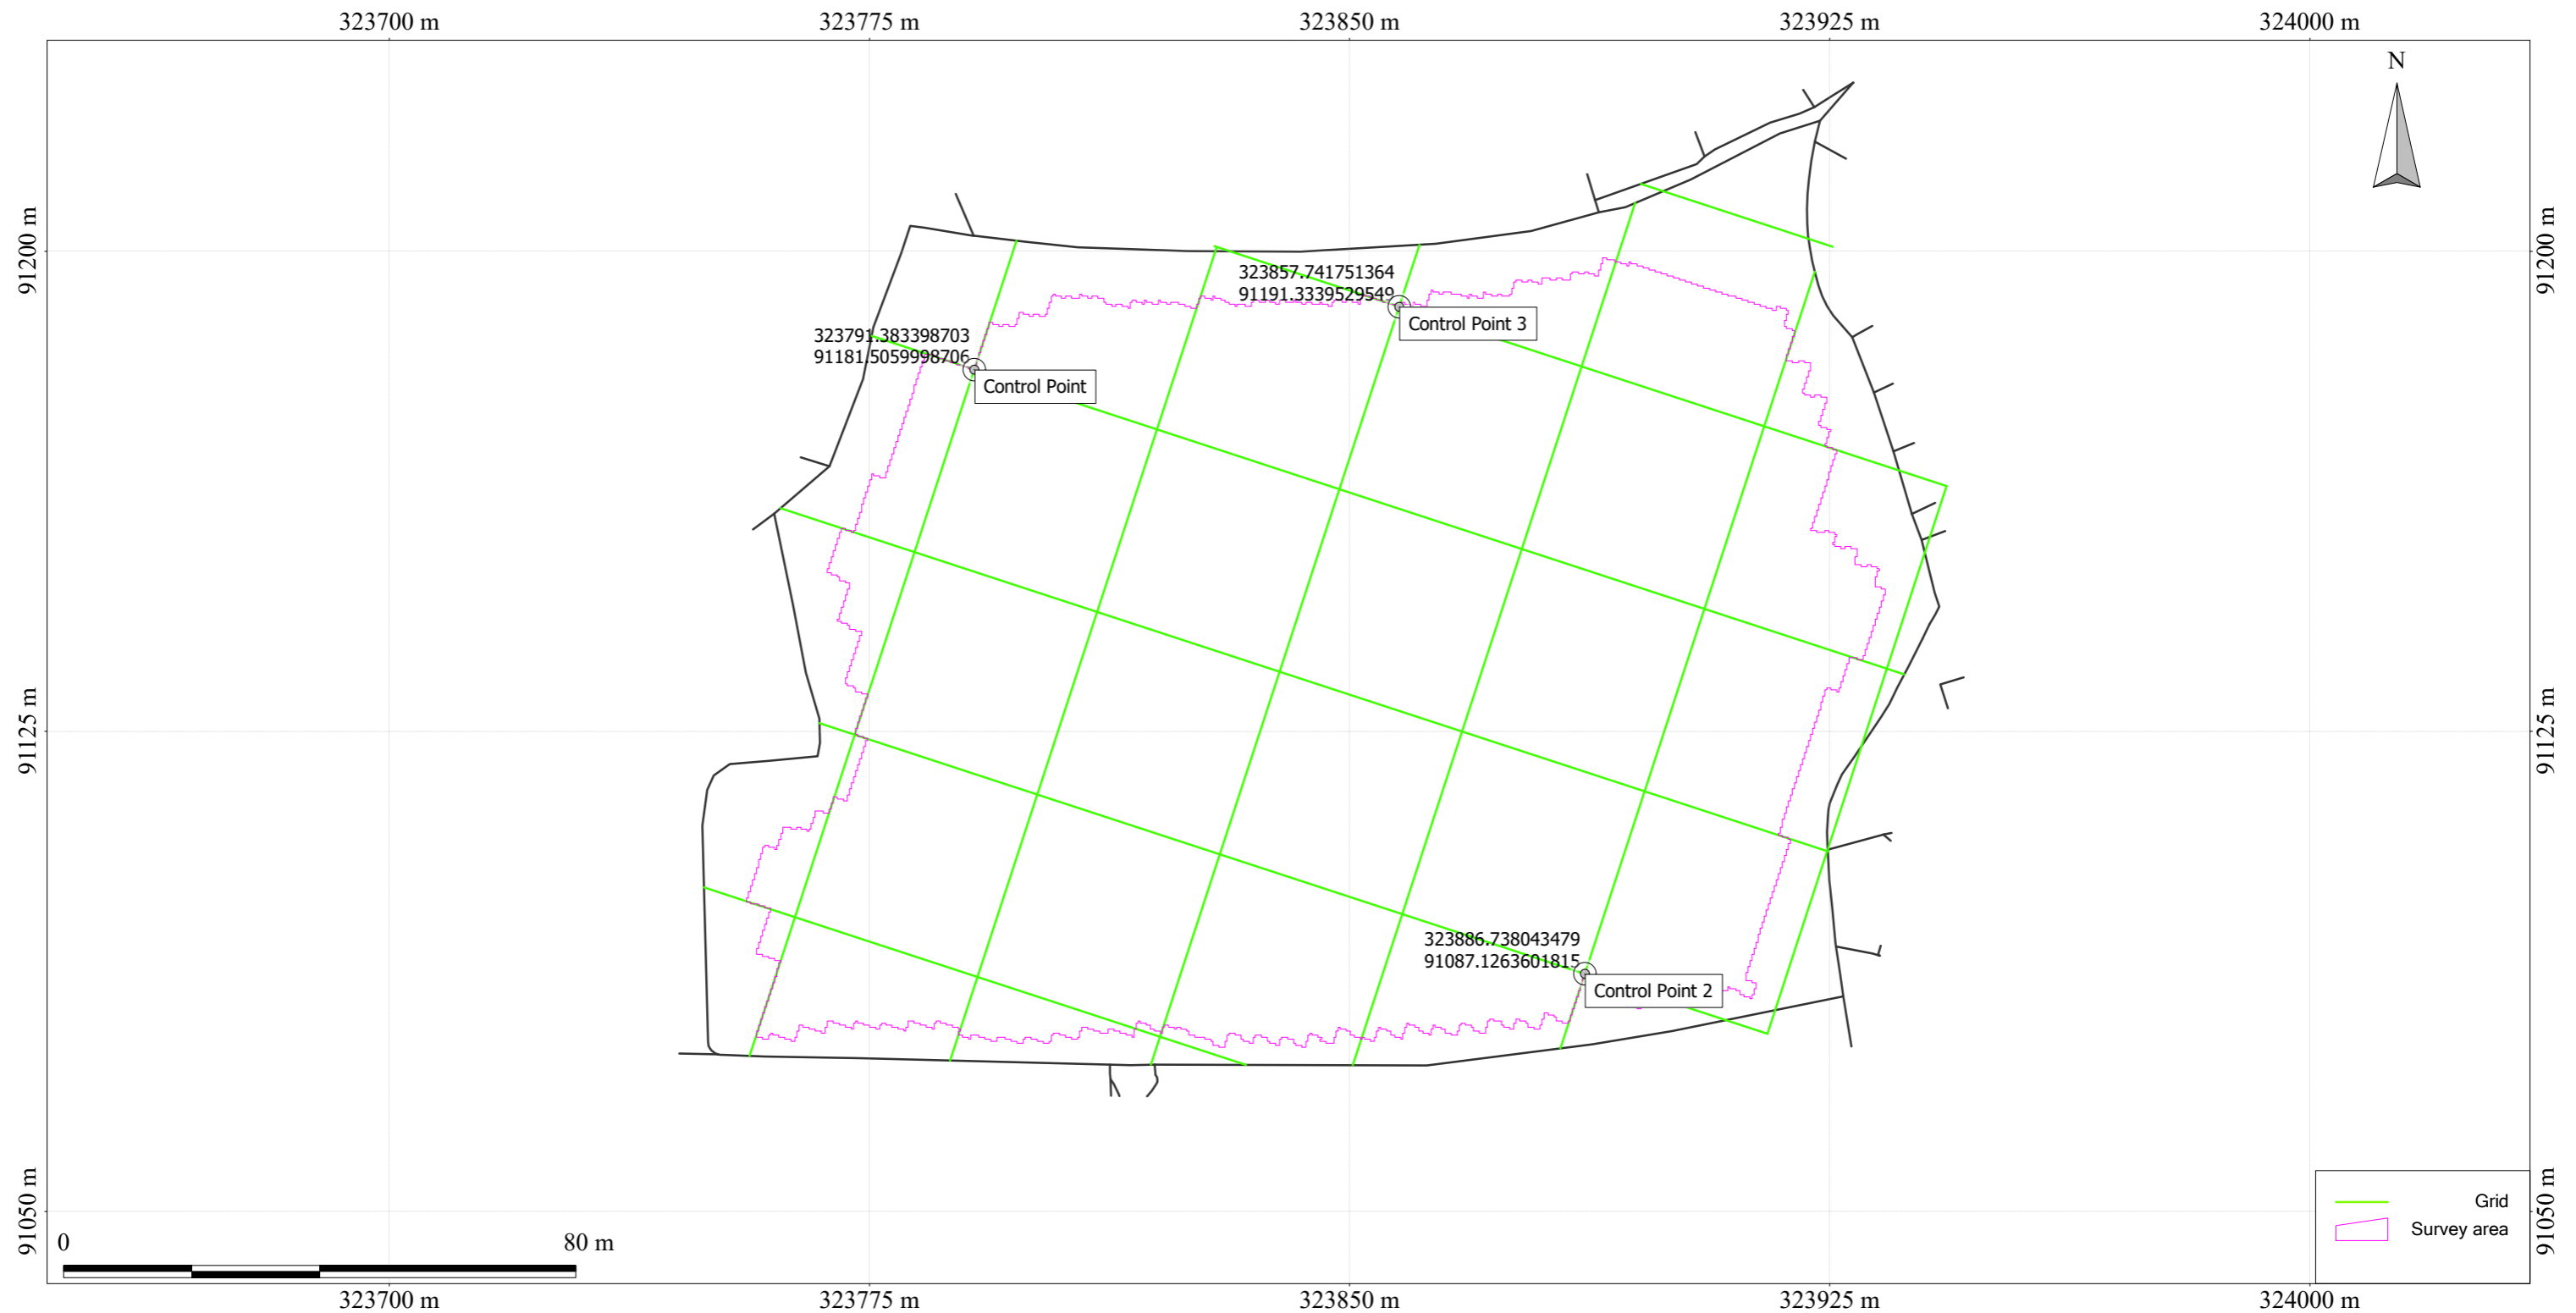 323700 m
323775 m
323850 m
323925 m
324000 m
N
91200 m
91200 m
323857.741751364
91191.3339529549
Control Point 3
323791.383398703
91181.5059998706
Control Point
91125 m
91125 m
323886.738043479
91087.1263601815
Control Point 2
91050 m
91050 m
Grid
Survey area
0
80 m
323700 m
323775 m
323850 m
323925 m
324000 m